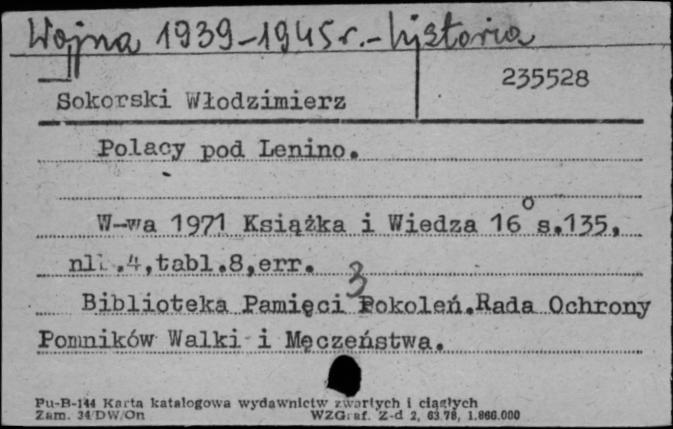 Wojna 1939-1945 r. - historia
235528
Sokorski Włodzimierz
Polacy pod Lenino.
W-wa 1971 Książka i Wiedza 16° s.135,
nlb.4,tabl.8,err.
3
Biblioteka Pamięci Pokoleń.Rada Ochrony
Pomników Walki i Męczeństwa.
Pu-B-144 Karta katalogowa wydawnictw zwartych i ciągłych
Zam. 34/DW/On WZGraf. Z-d 2, 63.78, 1.866.000